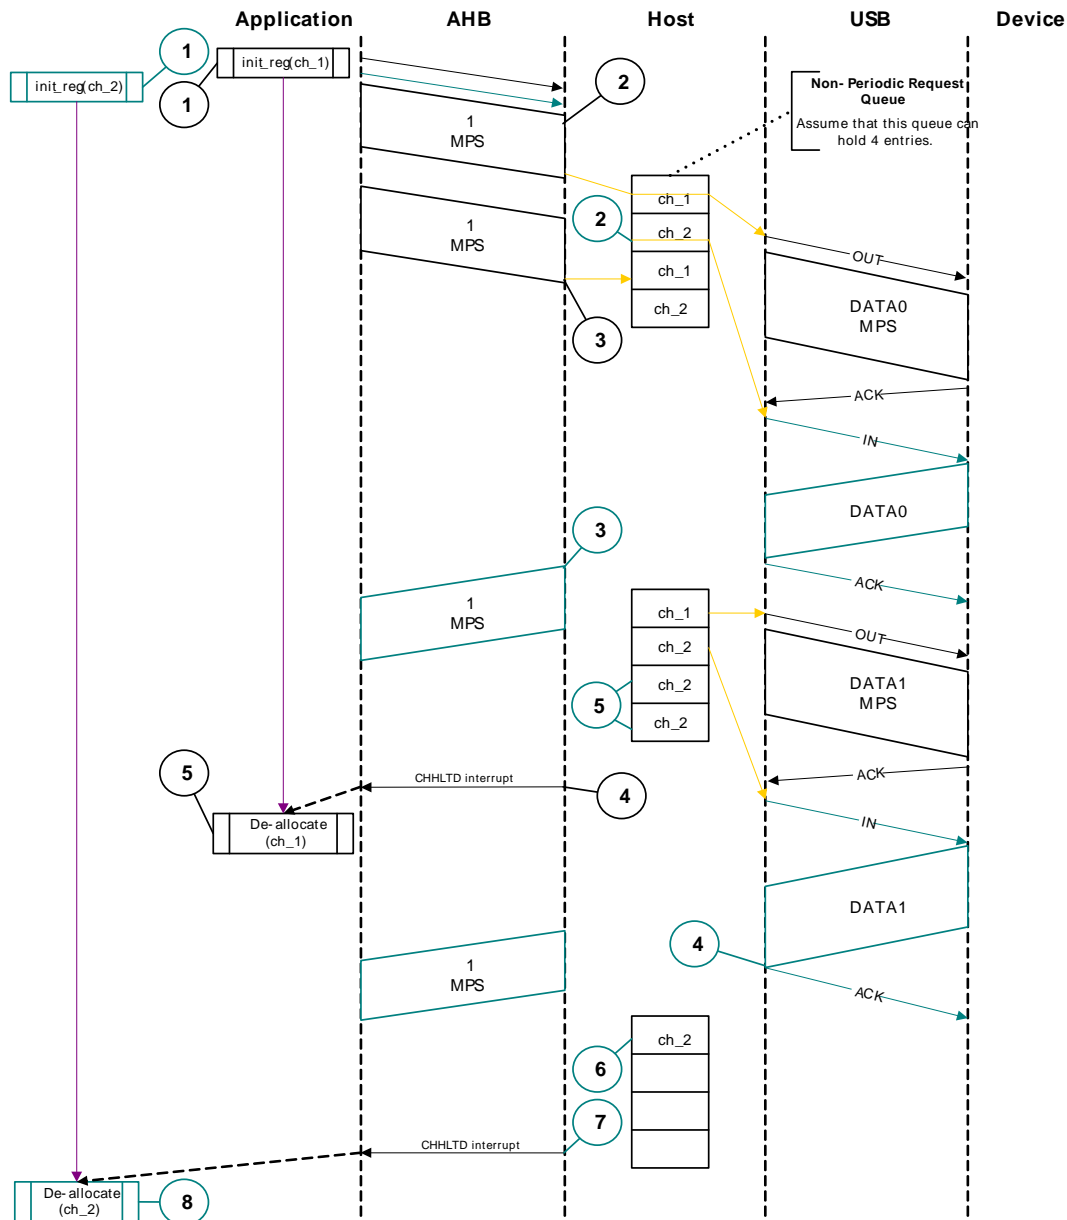 Application AHB Host USB Device
1
init_reg(ch_1)
init_reg(ch_2)
1
2
Non- Periodic Request
Queue
Assume that this queue can
hold 4 entries.
1
MPS
ch_1
2
ch_2
1
MPS
OUT
ch_1
ch_2
DATA0
MPS
3
ACK
IN
DATA0
3
ACK
1
MPS
ch_1
OUT
ch_2
ch_2
DATA1
MPS
5
ch_2
5
CHHLTD interrupt
ACK
4
De- allocate
(ch_1)
IN
DATA1
4
1
MPS
ACK
ch_2
6
7
CHHLTD interrupt
De- allocate
(ch_2)
8